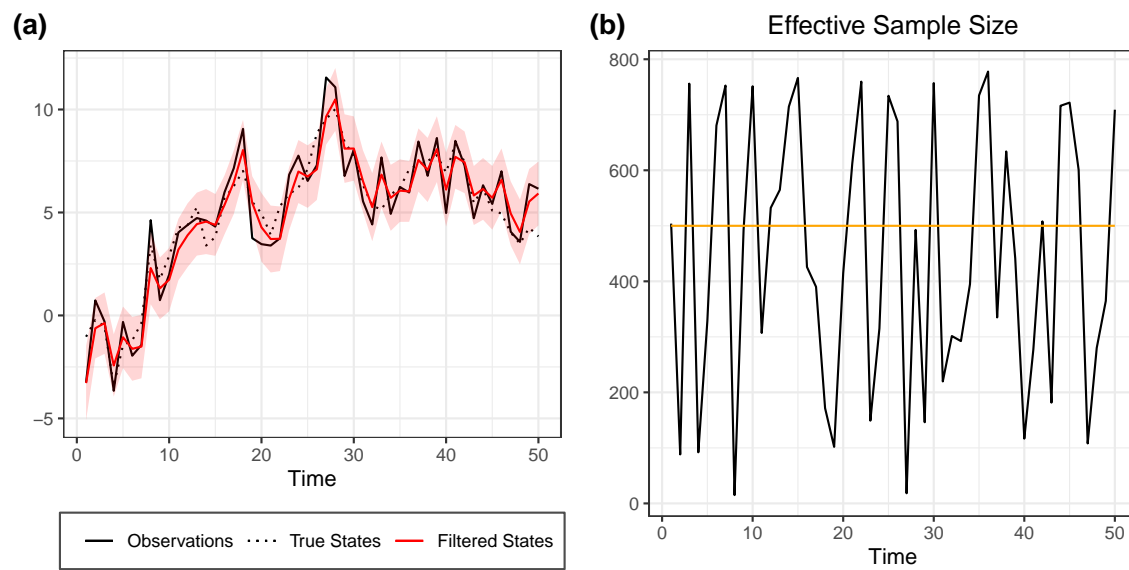 (a)
10
5
0
−5
0 10 20 30 40 50
Time
Observations True States Filtered States
(b)
Effective Sample Size
800
600
400
200
0
0 10 20 30 40 50
Time